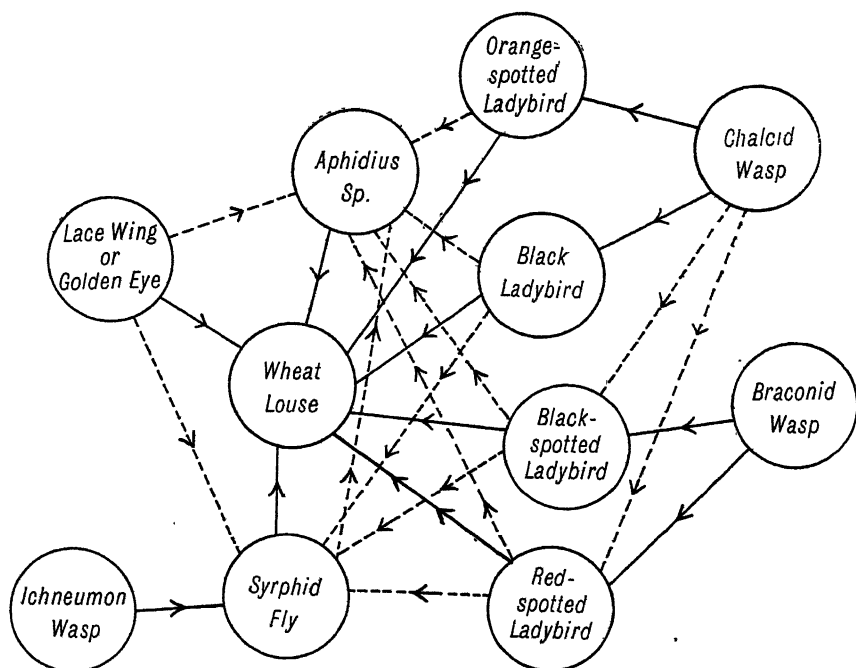 Orange-
spotted
Ladybird
Aphidius
Sp.
Chalcid
Wasp
Lace Wing
or
Golden Eye
Black
Ladybird
Wheat
Louse
Black-
spotted
Ladybird
Braconid
Wasp
Ichneumon
Wasp
Syrphid
Fly
Red-
spotted
Ladybird